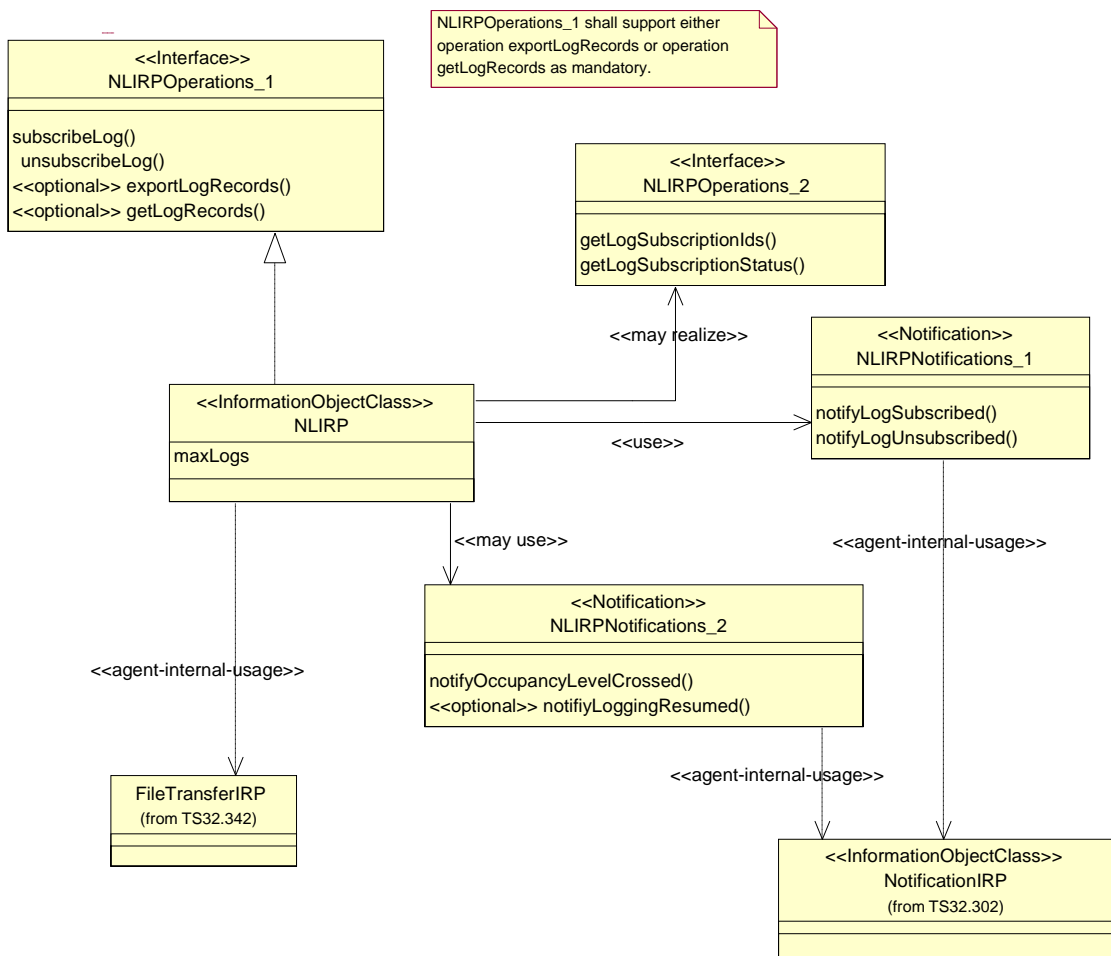 NLIRPOperations_1 shall support either
operation exportLogRecords or operation
getLogRecords as mandatory.
<<Interface>>
NLIRPOperations_1
subscribeLog()
unsubscribeLog()
<<optional>> exportLogRecords()
<<optional>> getLogRecords()
<<Interface>>
NLIRPOperations_2
getLogSubscriptionIds()
getLogSubscriptionStatus()
<<may realize>>
<<Notification>>
NLIRPNotifications_1
notifyLogSubscribed()
notifyLogUnsubscribed()
<<InformationObjectClass>>
NLIRP
maxLogs
<<use>>
<<may use>>
<<agent-internal-usage>>
<<Notification>>
NLIRPNotifications_2
notifyOccupancyLevelCrossed()
<<optional>> notifiyLoggingResumed()
<<agent-internal-usage>>
<<agent-internal-usage>>
FileTransferIRP
(from TS32.342)
<<InformationObjectClass>>
NotificationIRP
(from TS32.302)